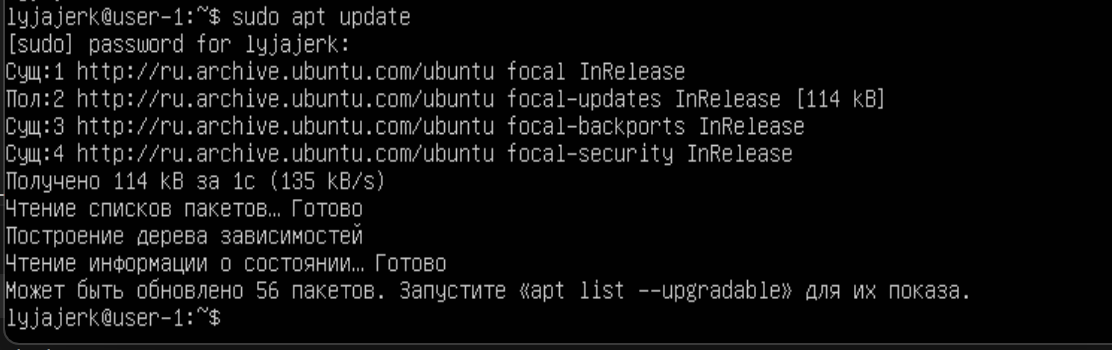 lyjajerk@user-1:~$ sudo apt update
[sudo] password for lyjajerk:
Сущ:1 http://ru.archive.ubuntu.com/ubuntu focal InRelease
Пол:2 http://ru.archive.ubuntu.com/ubuntu focal-updates InRelease [114 kB]
Сущ:3 http://ru.archive.ubuntu.com/ubuntu focal-backports InRelease
Сущ:4 http://ru.archive.ubuntu.com/ubuntu focal-security InRelease
Получено 114 kB за 1с (135 kB/s)
Чтение списков пакетов… Готово
Построение дерева зависимостей
Чтение информации о состоянии… Готово
Может быть обновлено 56 пакетов. Запустите «apt list --upgradable» для их показа.
lyjajerk@user-1:~$